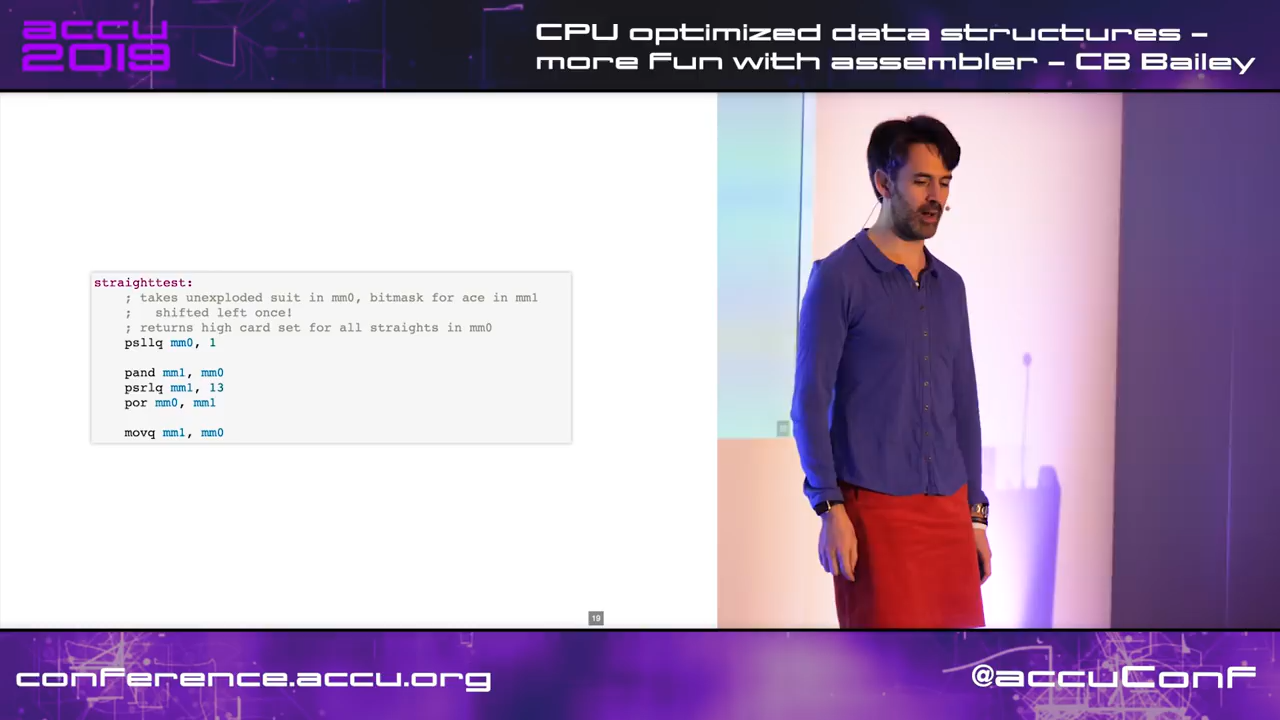 accu
2019
CPU optimized data structures –
more fun with assembler – CB Bailey
straighttest:
; takes unexploded suit in mm0, bitmask for ace in mm1
;   shifted left once!
; returns high card set for all straights in mm0
psllq mm0, 1
pand mm1, mm0
psrlq mm1, 13
por mm0, mm1
movq mm1, mm0
19
conference.accu.org
@accuConf